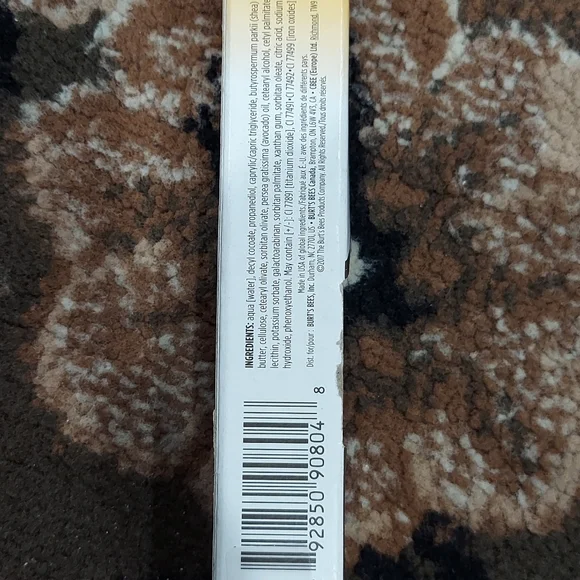 INGREDIENTS: aqua [water], decyl cocoate, propanediol, caprylic/capric triglyceride, butyrospermum parkii (shea)
butter, cellulose, cetearyl olivate, sorbitan olivate, persea gratissima (avocado) oil, cetearyl alcohol, cetyl palmitate,
lecithin, potassium sorbate, galactoarabinan, sorbitan palmitate, xanthan gum, sorbitan oleate, citric acid, sodium
hydroxide, phenoxyethanol. May contain [+/-]: CI 77891 [titanium dioxide], CI 77491•CI 77492•CI 77499 [iron oxides]
Made in USA of global ingredients./Fabriqué aux É.-U. avec des ingrédients de différents pays.
Dist. for/pour : BURT'S BEES, Inc. Durham, NC 27701, US • BURT'S BEES Canada, Brampton, ON L6W 4V3, CA • CBEE (Europe) Ltd. Richmond, TW9
©2017 The Burt's Bees Products Company. All Rights Reserved./Tous droits réservés.
92850 90804 8